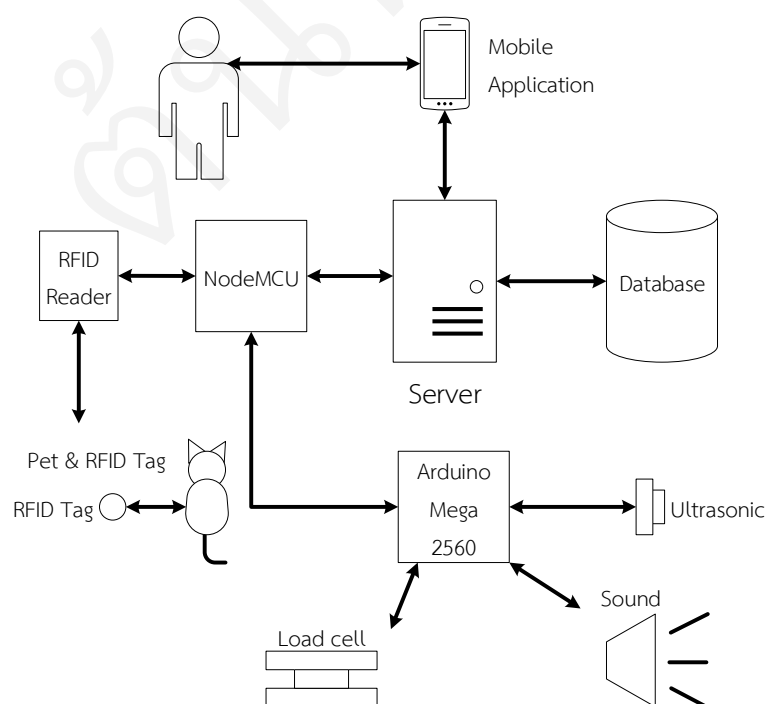 Mobile
Application
RFID
Reader
NodeMCU
Database
Server
Pet & RFID Tag
RFID Tag
Arduino
Mega
2560
Ultrasonic
Sound
Load cell